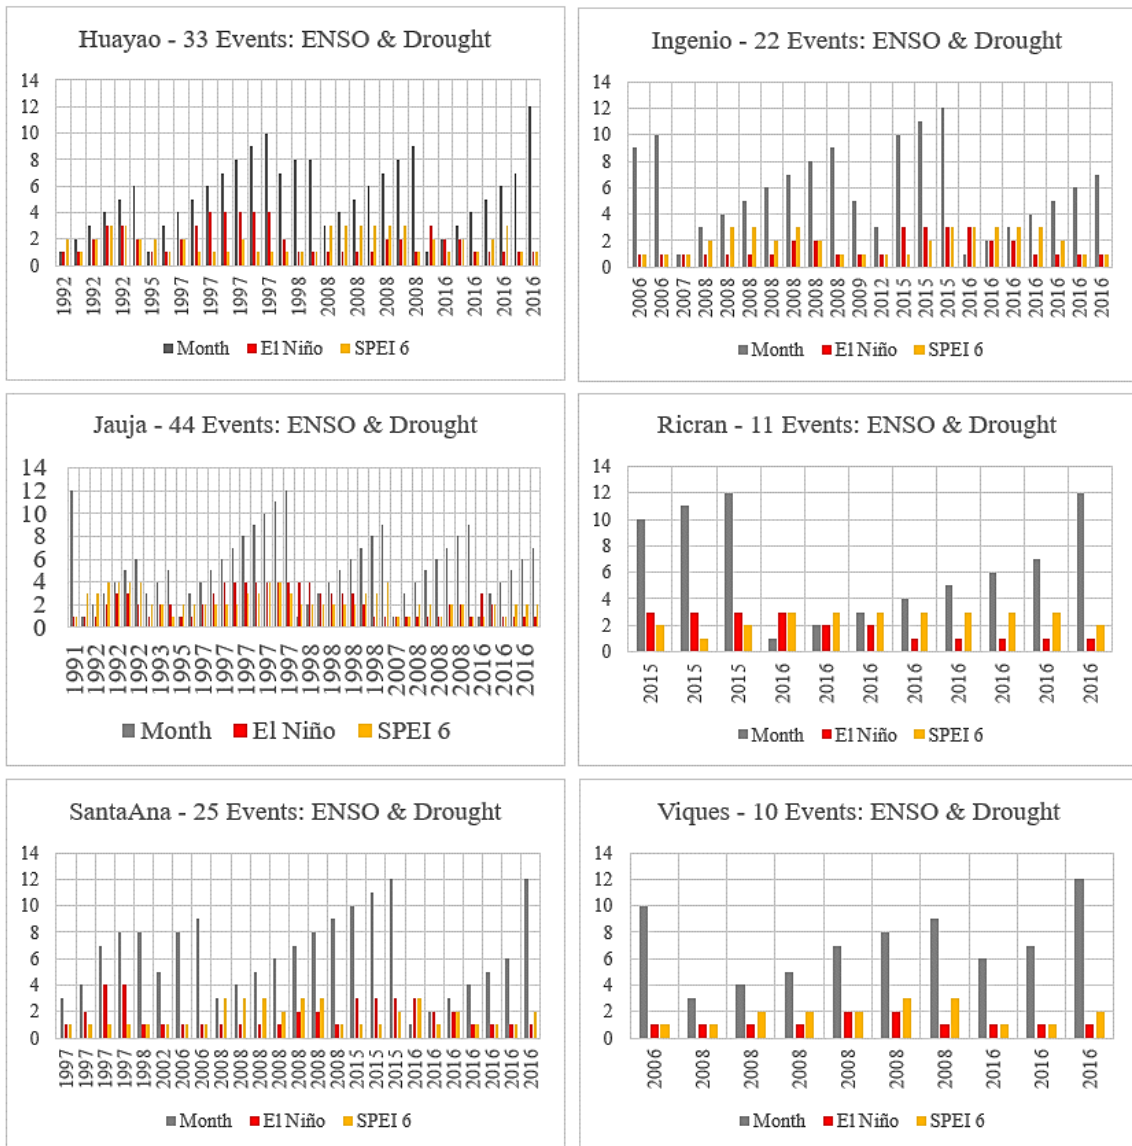 Huayao - 33 Events: ENSO & Drought
14
12
10
8
6
4
2
0
1992 1992 1992 1995 1997 1997 1997 1997 1998 1998 2008 2008 2008 2016 2016 2016 2016
Month El Niño SPEI 6
Ingenio - 22 Events: ENSO & Drought
14
12
10
8
6
4
2
0
2006 2006 2007 2008 2008 2008 2008 2008 2008 2009 2012 2015 2015 2015 2016 2016 2016 2016 2016 2016 2016
Month El Niño SPEI 6
Jauja - 44 Events: ENSO & Drought
14
12
10
8
6
4
2
0
1991 1992 1992 1992 1993 1995 1997 1997 1997 1997 1997 1998 1998 1998 1998 2007 2008 2008 2008 2016 2016 2016
Month El Niño SPEI 6
Ricran - 11 Events: ENSO & Drought
14
12
10
8
6
4
2
0
2015 2015 2015 2016 2016 2016 2016 2016 2016 2016 2016
Month El Niño SPEI 6
SantaAna - 25 Events: ENSO & Drought
14
12
10
8
6
4
2
0
1997 1997 1997 1997 1998 2002 2006 2006 2008 2008 2008 2008 2008 2008 2008 2015 2015 2015 2016 2016 2016 2016 2016 2016 2016
Month El Niño SPEI 6
Viques - 10 Events: ENSO & Drought
14
12
10
8
6
4
2
0
2006 2008 2008 2008 2008 2008 2008 2016 2016 2016
Month El Niño SPEI 6